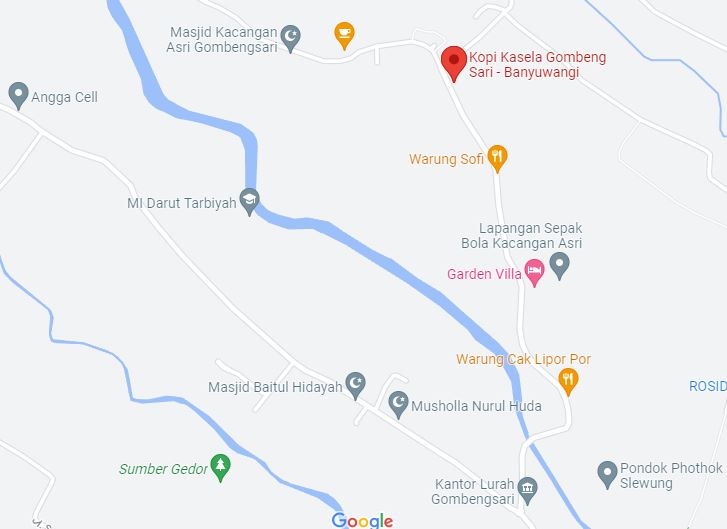 Masjid Kacangan
Asri Gombengsari
Kopi Kasela Gombeng
Sari - Banyuwangi
Angga Cell
Warung Sofi
MI Darut Tarbiyah
Lapangan Sepak
Bola Kacangan Asri
Garden Villa
Warung Cak Lipor Por
Masjid Baitul Hidayah
ROSID
Musholla Nurul Huda
Sumber Gedor
Pondok Phothok
Slewung
Kantor Lurah
Gombengsari
Google